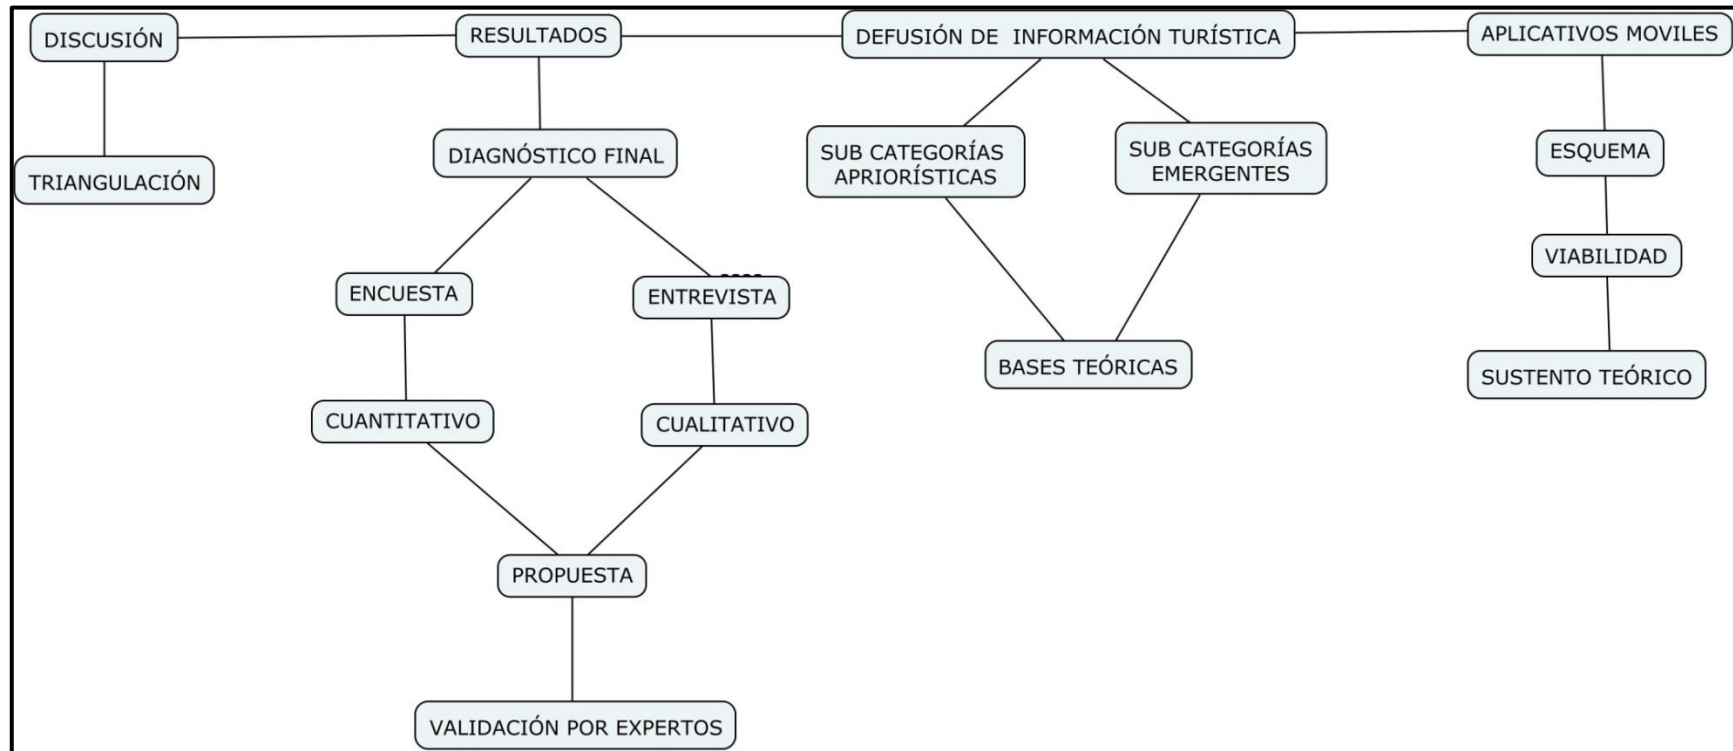 DISCUSIÓN
RESULTADOS
DEFUSIÓN DE INFORMACIÓN TURÍSTICA
APLICATIVOS MOVILES
TRIANGULACIÓN
DIAGNÓSTICO FINAL
SUB CATEGORÍAS
APRIORÍSTICAS
SUB CATEGORÍAS
EMERGENTES
ESQUEMA
VIABILIDAD
ENCUESTA
ENTREVISTA
BASES TEÓRICAS
SUSTENTO TEÓRICO
CUANTITATIVO
CUALITATIVO
PROPUESTA
VALIDACIÓN POR EXPERTOS